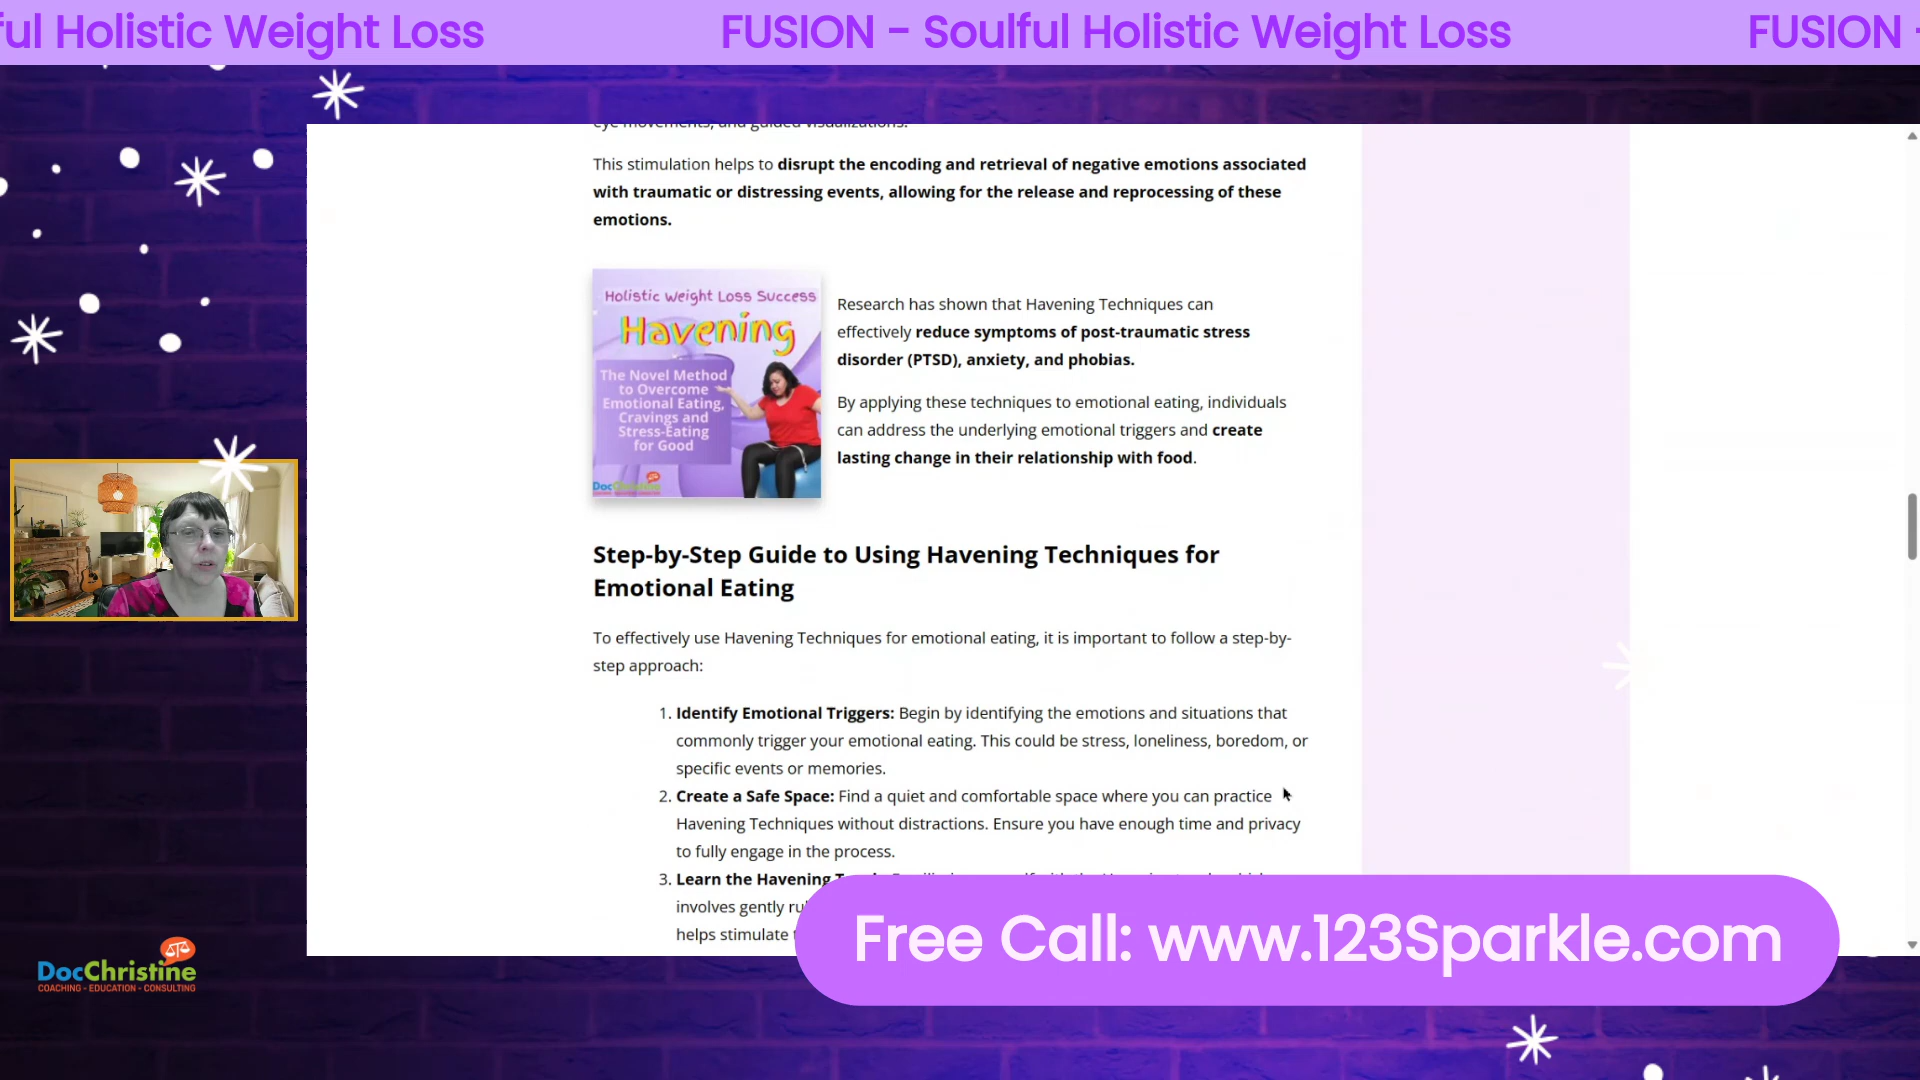 ful Holistic Weight Loss
FUSION - Soulful Holistic Weight Loss
FUSION -
eye movements, and guided visualizations.
This stimulation helps to disrupt the encoding and retrieval of negative emotions associated
with traumatic or distressing events, allowing for the release and reprocessing of these
emotions.
Holistic Weight Loss Success
Havening
The Novel Method
to Overcome
Emotional Eating,
Cravings and
Stress-Eating
for Good
Research has shown that Havening Techniques can
effectively reduce symptoms of post-traumatic stress
disorder (PTSD), anxiety, and phobias.
By applying these techniques to emotional eating, individuals
can address the underlying emotional triggers and create
lasting change in their relationship with food.
Step-by-Step Guide to Using Havening Techniques for
Emotional Eating
To effectively use Havening Techniques for emotional eating, it is important to follow a step-by-
step approach:
1. Identify Emotional Triggers: Begin by identifying the emotions and situations that
commonly trigger your emotional eating. This could be stress, loneliness, boredom, or
specific events or memories.
2. Create a Safe Space: Find a quiet and comfortable space where you can practice
Havening Techniques without distractions. Ensure you have enough time and privacy
to fully engage in the process.
3. Learn the Havening
involves gently
helps stimulate
Free Call: www.123Sparkle.com
DocChristine
COACHING - EDUCATION - CONSULTING